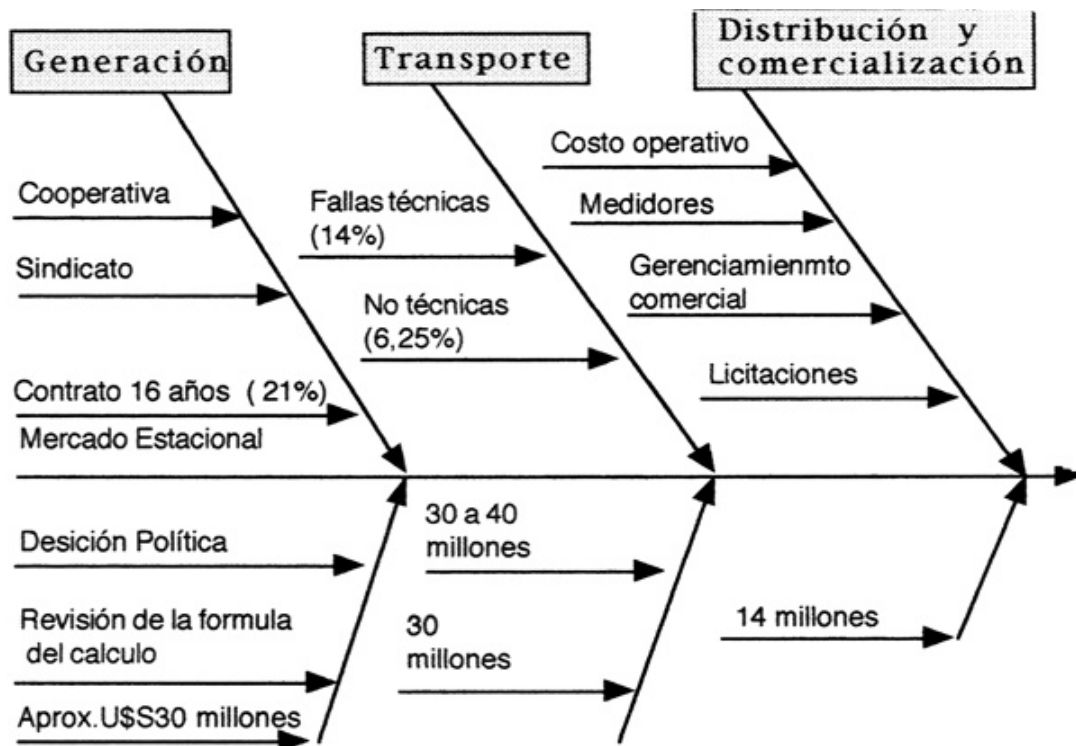 Generación
Transporte
Distribución y
comercialización
Costo operativo
Cooperativa
Fallas técnicas
(14%)
Medidores
Sindicato
Gerenciamienmto
comercial
No técnicas
(6,25%)
Contrato 16 años ( 21%)
Licitaciones
Mercado Estacional
30 a 40
millones
Desición Política
Revisión de la formula
del calculo
30
millones
14 millones
Aprox.U$S30 millones